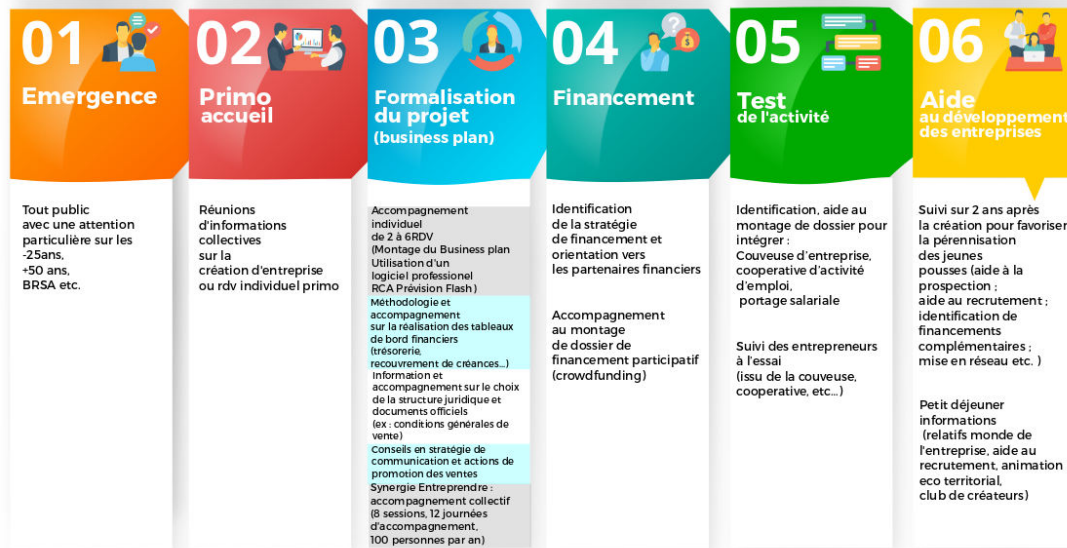 01
Emergence
Tout public
avec une attention
particulière sur les
-25ans,
+50 ans,
BRSA etc.
02
Primo
accueil
Réunions
d'informations
collectives
sur la
création d'entreprise
ou rdv individuel primo
03
Formalisation
du projet
(business plan)
Accompagnement
individuel
de 2 à 6RDV
(Montage du Business plan
Utilisation d'un
logiciel professionel
RCA Prévision Flash)
Méthodologie et
accompagnement
sur la réalisation des tableaux
de bord financiers
(trésorerie,
recouvrement de créances...)
Information et
accompagnement sur le choix
de la structure juridique et
documents officiels
(ex : conditions générales de
vente)
Conseils en stratégie de
communication et actions de
promotion des ventes
Synergie Entreprendre :
accompagnement collectif
(8 sessions, 12 journées
d'accompagnement,
100 personnes par an)
04
Financement
Identification
de la stratégie
de financement et
orientation vers
les partenaires financiers
Accompagnement
au montage
de dossier de
financement participatif
(crowdfunding)
05
Test
de l'activité
Identification, aide au
montage de dossier pour
intégrer :
Couveuse d'entreprise,
cooperative d'activité
d'emploi,
portage salariale
Suivi des entrepreneurs
à l'essai
(issu de la couveuse,
cooperative, etc...)
06
Aide
au développement
des entreprises
Suivi sur 2 ans après
la création pour favoriser
la pérennisation
des jeunes
pousses (aide à la
prospection ;
aide au recrutement ;
identification de
financements
complémentaires ;
mise en réseau etc. )
Petit déjeuner
informations
(relatifs monde de
l'entreprise, aide au
recrutement, animation
eco territorial,
club de créateurs)